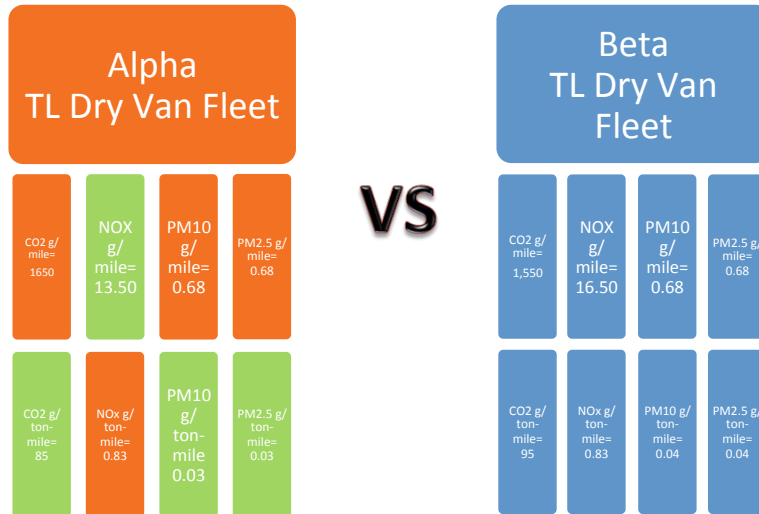 Alpha
TL Dry Van Fleet
CO2 g/
mile=
1650
NOX
g/
mile=
13.50
PM10
g/
mile=
0.68
PM2.5 g/
mile=
0.68
CO2 g/
ton-
mile=
85
NOx g/
ton-
mile=
0.83
PM10
g/
ton-
mile
0.03
PM2.5 g/
ton-
mile=
0.03
VS
Beta
TL Dry Van
Fleet
CO2 g/
mile=
1,550
NOX
g/
mile=
16.50
PM10
g/
mile=
0.68
PM2.5 g/
mile=
0.68
CO2 g/
ton-
mile=
95
NOx g/
ton-
mile=
0.83
PM10 g/
ton-
mile=
0.04
PM2.5 g/
ton-
mile=
0.04